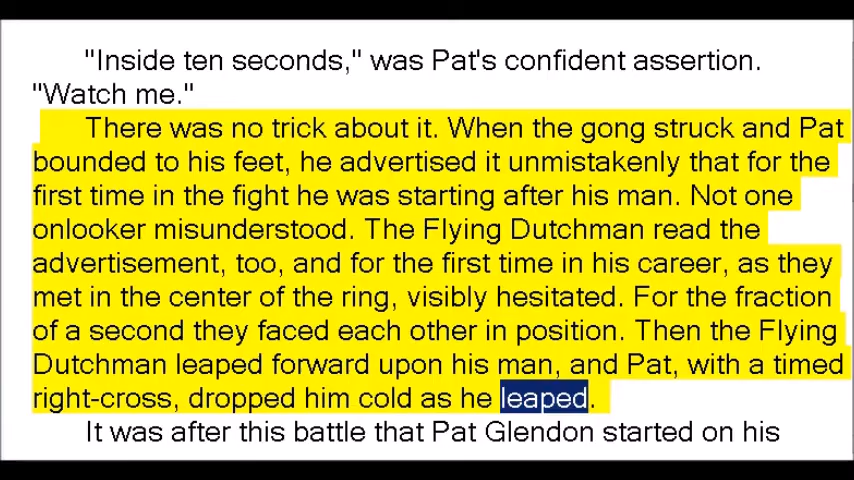 "Inside ten seconds," was Pat's confident assertion.
"Watch me."
There was no trick about it. When the gong struck and Pat
bounded to his feet, he advertised it unmistakenly that for the
first time in the fight he was starting after his man. Not one
onlooker misunderstood. The Flying Dutchman read the
advertisement, too, and for the first time in his career, as they
met in the center of the ring, visibly hesitated. For the fraction
of a second they faced each other in position. Then the Flying
Dutchman leaped forward upon his man, and Pat, with a timed
right-cross, dropped him cold as he leaped.
It was after this battle that Pat Glendon started on his